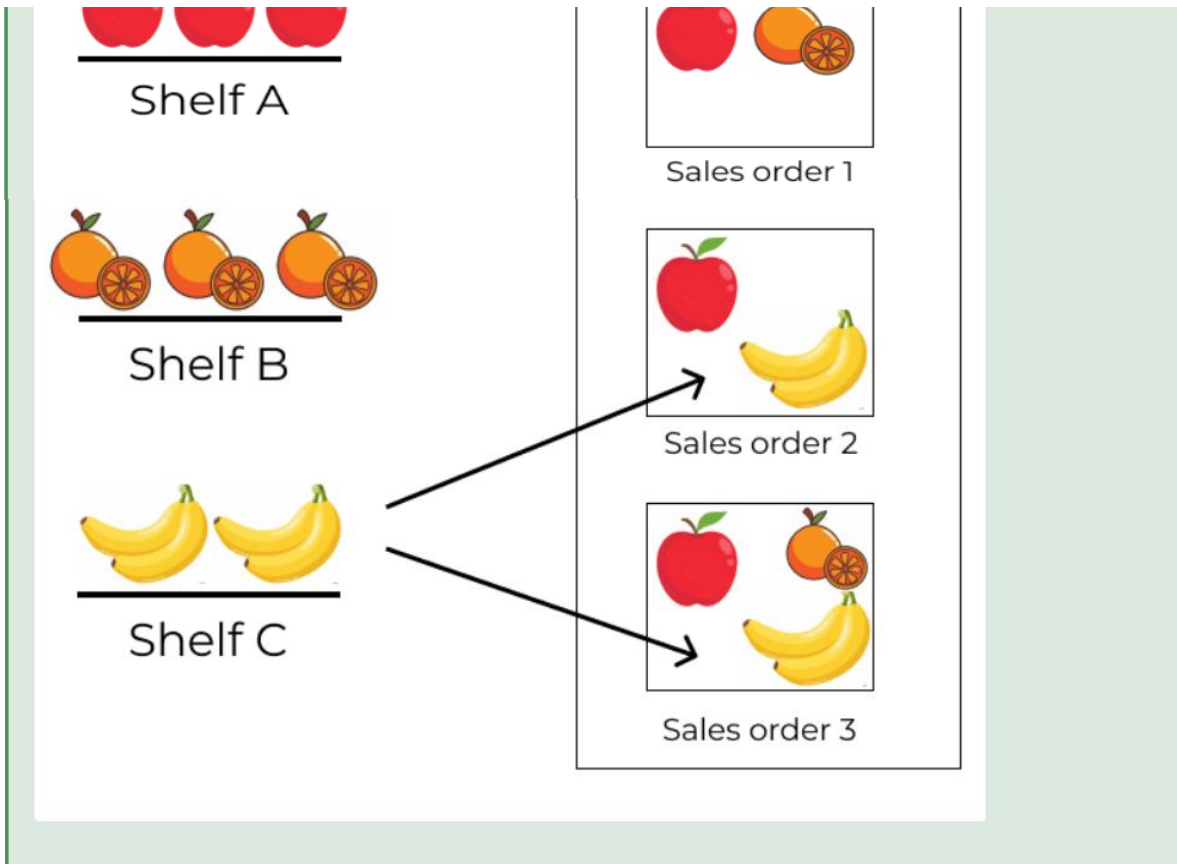 Shelf A
Sales order 1
Shelf B
Sales order 2
Shelf C
Sales order 3